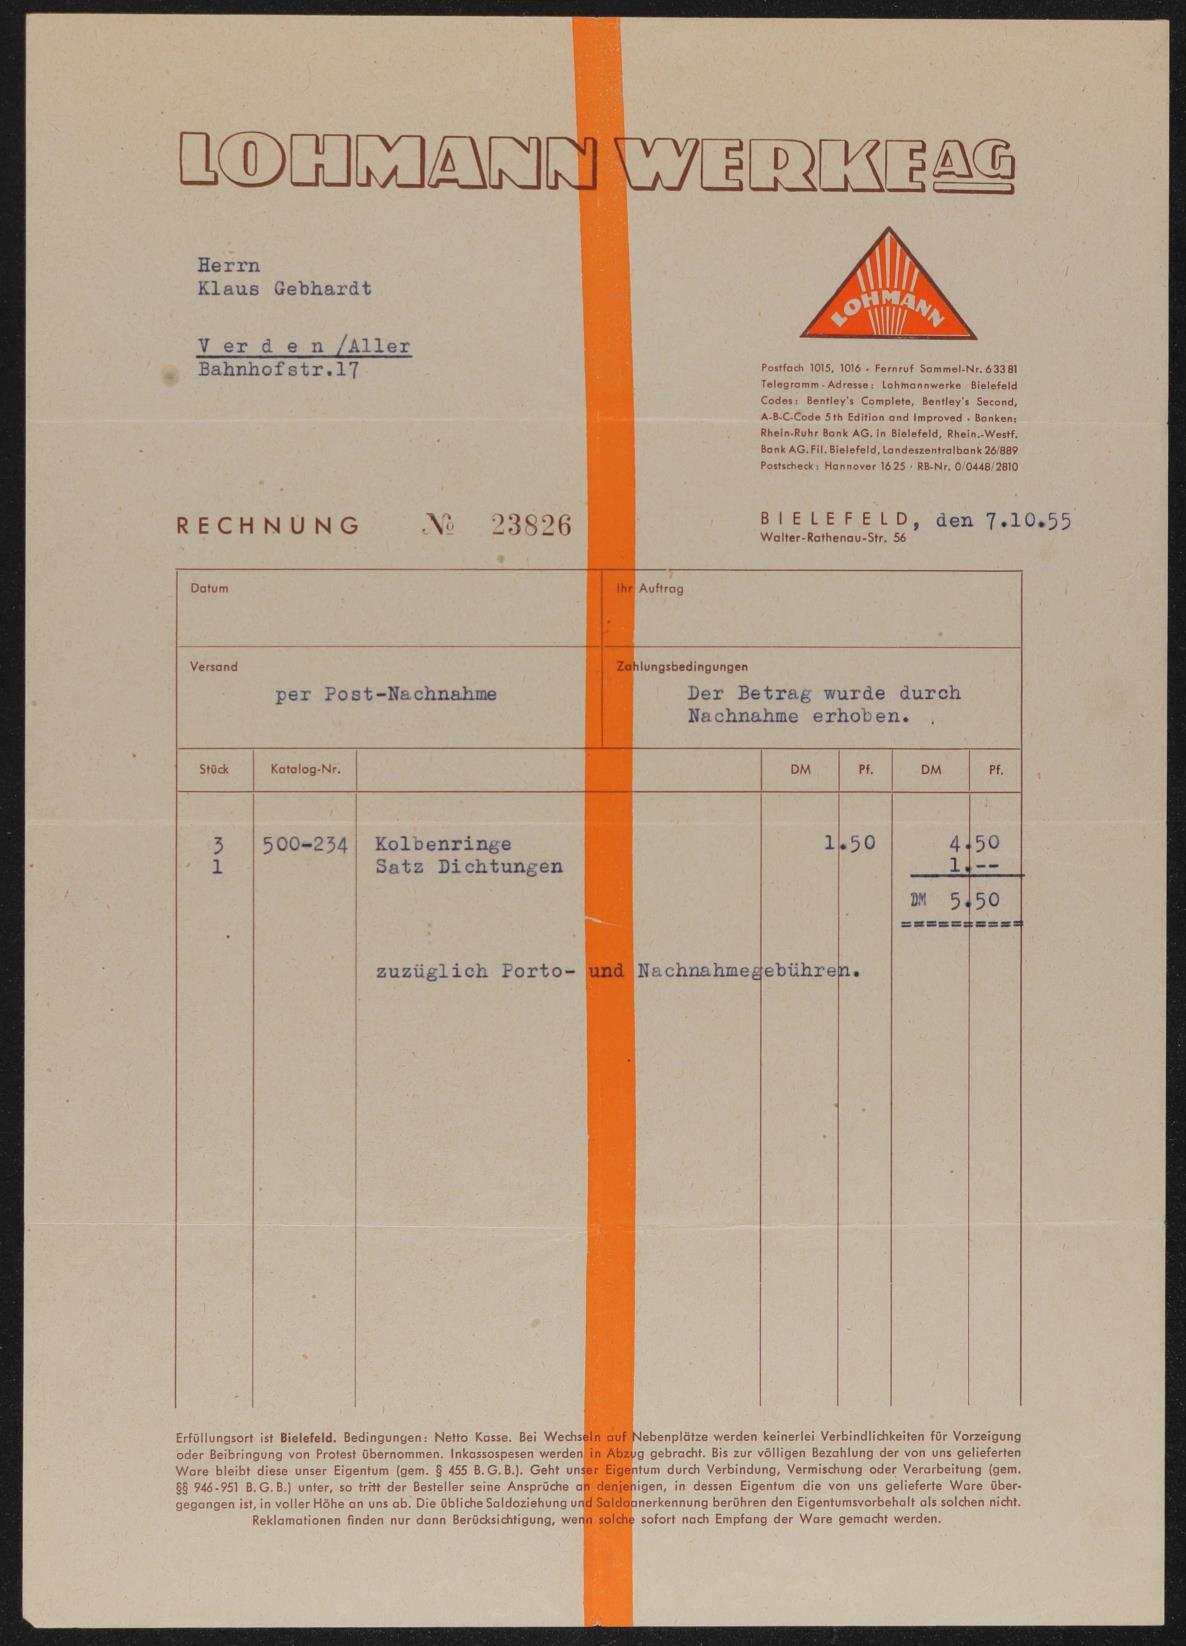 LOHMANN WERKE AG
Herrn
Klaus Gebhardt
V er d e n /Aller
Bahnhofstr.17
LOHMANN
Postfach 1015, 1016 · Fernruf Sammel-Nr. 63381
Telegramm-Adresse: Lohmannwerke Bielefeld
Codes: Bentley's Complete, Bentley's Second,
A-B-C-Code 5th Edition and Improved · Banken:
Rhein-Ruhr Bank AG. in Bielefeld, Rhein.-Westf.
Bank AG. Fil. Bielefeld, Landeszentralbank 26/889
Postscheck: Hannover 1625 · RB-Nr. 0/0448/2810
RECHNUNG № 23826
BIELEFELD, den 7.10.55
Walter-Rathenau-Str. 56
Datum Ihr Auftrag
Versand Zahlungsbedingungen
per Post-Nachnahme Der Betrag wurde durch
Nachnahme erhoben.
Stück Katalog-Nr. DM Pf. DM Pf.
3 500-234 Kolbenringe 1.50 4.50
1 Satz Dichtungen 1.--
DM 5.50
===========
zuzüglich Porto- und Nachnahmegebühren.
Erfüllungsort ist Bielefeld. Bedingungen: Netto Kasse. Bei Wechseln auf Nebenplätze werden keinerlei Verbindlichkeiten für Vorzeigung
oder Beibringung von Protest übernommen. Inkassospesen werden in Abzug gebracht. Bis zur völligen Bezahlung der von uns gelieferten
Ware bleibt diese unser Eigentum (gem. § 455 B.G.B.). Geht unser Eigentum durch Verbindung, Vermischung oder Verarbeitung (gem.
§§ 946-951 B.G.B.) unter, so tritt der Besteller seine Ansprüche an denjenigen, in dessen Eigentum die von uns gelieferte Ware über-
gegangen ist, in voller Höhe an uns ab. Die übliche Saldoziehung und Saldoanerkennung berühren den Eigentumsvorbehalt als solchen nicht.
Reklamationen finden nur dann Berücksichtigung, wenn solche sofort nach Empfang der Ware gemacht werden.